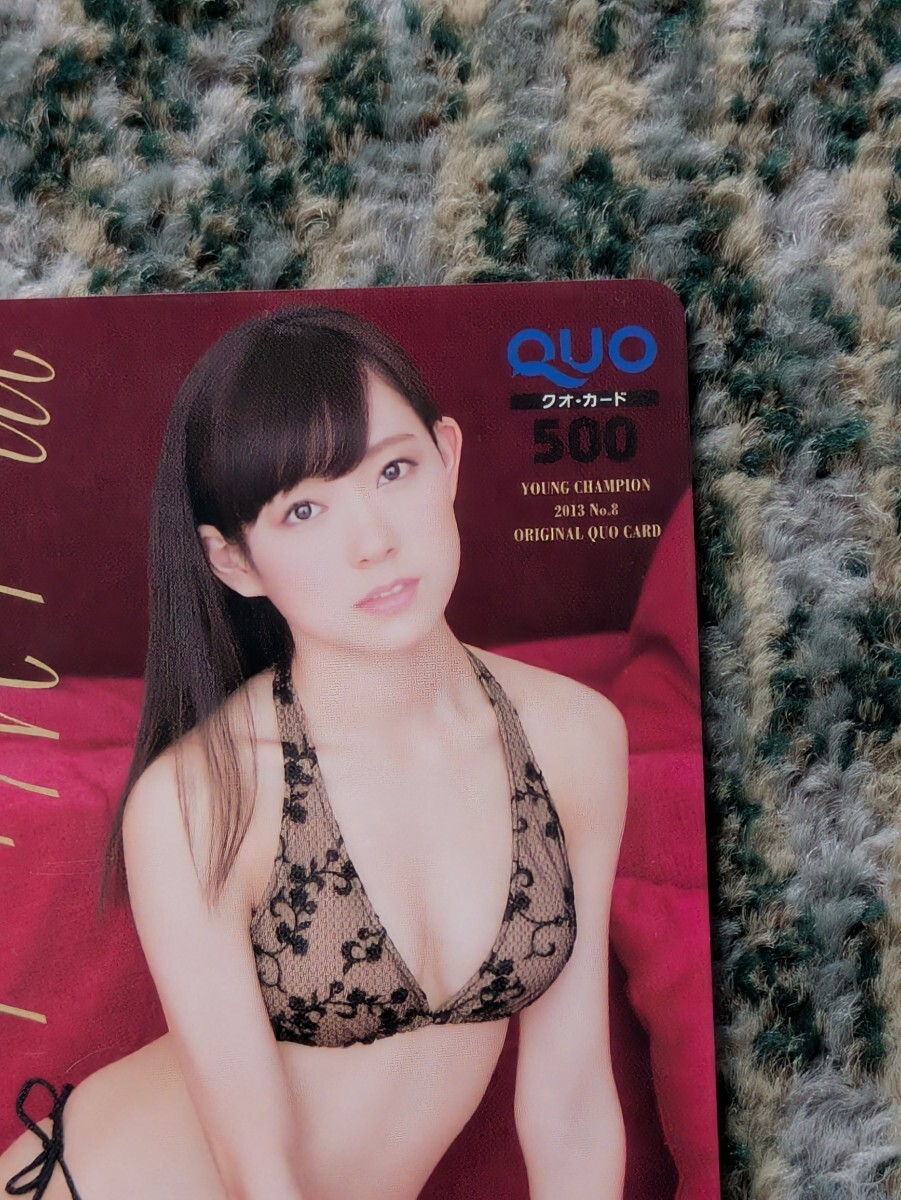 QUO
クオ・カード
500
YOUNG CHAMPION
2013 No.8
ORIGINAL QUO CARD